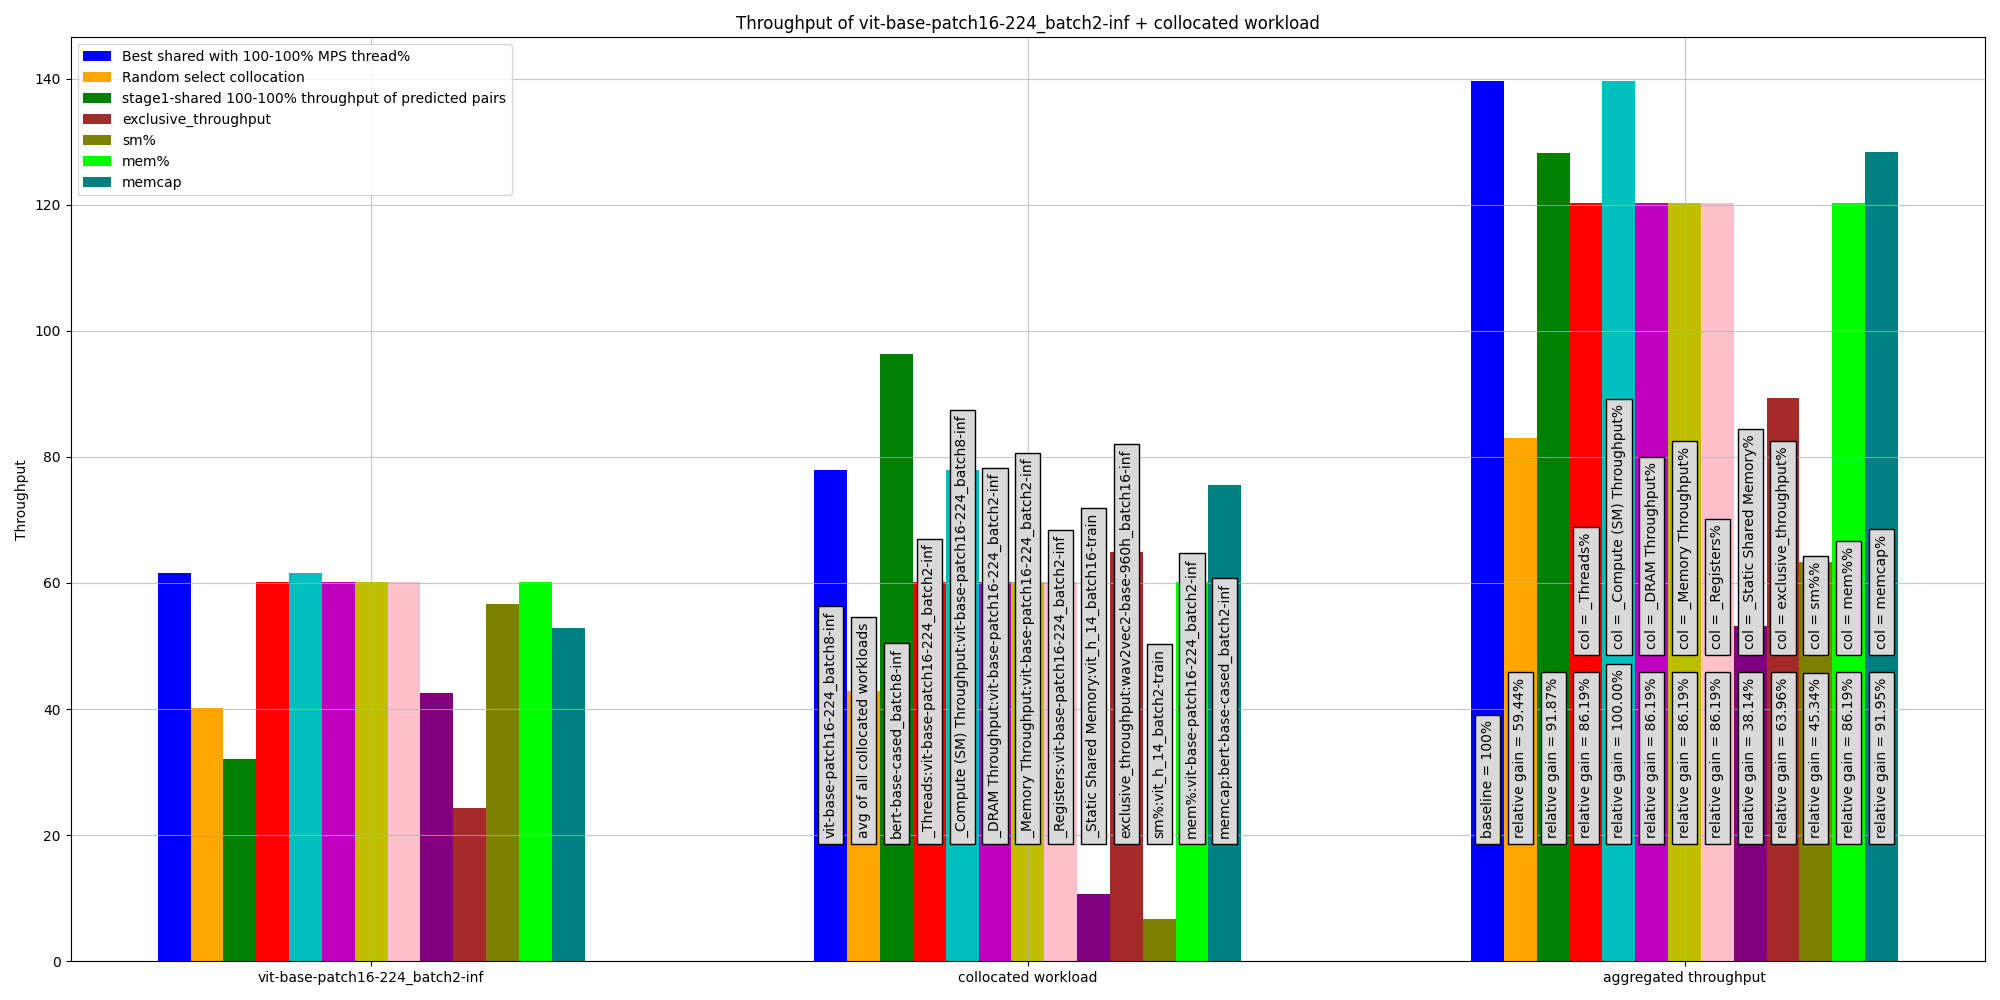 Throughput of vit-base-patch16-224_batch2-inf + collocated workload
Best shared with 100-100% MPS thread%
Random select collocation
stage1-shared 100-100% throughput of predicted pairs
exclusive_throughput
sm%
mem%
memcap
Throughput
140
120
100
80
60
40
20
0
vit-base-patch16-224_batch8-inf
avg of all collocated workloads
bert-base-cased_batch8-inf
_Threads:vit-base-patch16-224_batch2-inf
_Compute (SM) Throughput:vit-base-patch16-224_batch8-inf
_DRAM Throughput:vit-base-patch16-224_batch2-inf
_Memory Throughput:vit-base-patch16-224_batch2-inf
_Registers:vit-base-patch16-224_batch2-inf
_Static Shared Memory:vit_h_14_batch16-train
exclusive_throughput:wav2vec2-base-960h_batch16-inf
sm%:vit_h_14_batch2-train
mem%:vit-base-patch16-224_batch2-inf
memcap:bert-base-cased_batch2-inf
col = _Threads%
col = _Compute (SM) Throughput%
col = _DRAM Throughput%
col = _Memory Throughput%
col = _Registers%
col = _Static Shared Memory%
col = exclusive_throughput%
col = sm%%
col = mem%%
col = memcap%
baseline = 100%
relative gain = 59.44%
relative gain = 91.87%
relative gain = 86.19%
relative gain = 100.00%
relative gain = 86.19%
relative gain = 86.19%
relative gain = 86.19%
relative gain = 38.14%
relative gain = 63.96%
relative gain = 45.34%
relative gain = 86.19%
relative gain = 91.95%
vit-base-patch16-224_batch2-inf
collocated workload
aggregated throughput